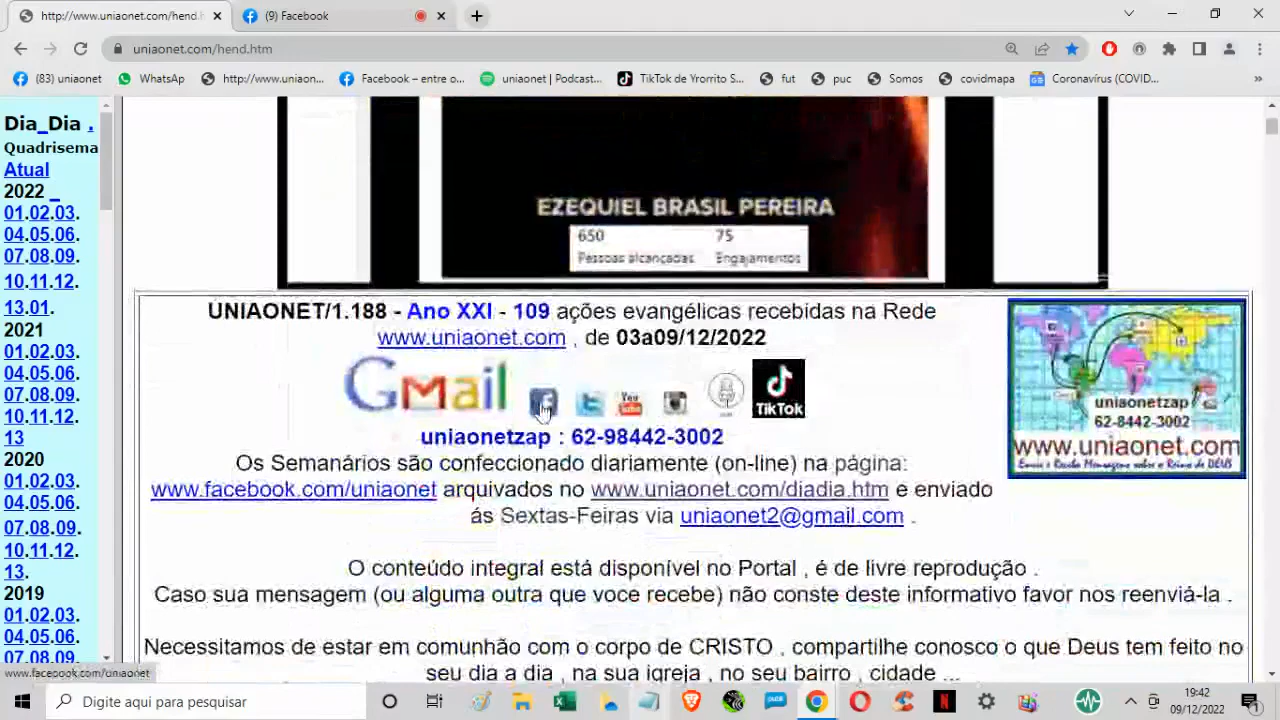 http://www.uniaonet.com/hend.h
(9) Facebook
uniaonet.com/hend.htm
(83) uniaonet
WhatsApp
http://www.uniaon...
Facebook – entre o...
uniaonet | Podcast...
TikTok de Yrorrito S...
fut
puc
Somos
covidmapa
Coronavírus (COVID...
»
Dia_Dia .
Quadrisema
Atual
2022 _
01.02.03.
04.05.06.
07.08.09.
10.11.12.
13.01.
2021
01.02.03.
04.05.06.
07.08.09.
10.11.12.
13
2020
01.02.03.
04.05.06.
07.08.09.
10.11.12.
13.
2019
01.02.03.
04.05.06.
07.08.09.
EZEQUIEL BRASIL PEREIRA
650 75
Pessoas alcançadas Engajamentos
UNIAONET/1.188 - Ano XXI - 109 ações evangélicas recebidas na Rede
www.uniaonet.com , de 03a09/12/2022
Gmail
You Tube
TikTok
uniaonetzap : 62-98442-3002
Os Semanários são confeccionado diariamente (on-line) na página:
www.facebook.com/uniaonet arquivados no www.uniaonet.com/diadia.htm e enviado
ás Sextas-Feiras via uniaonet2@gmail.com .
uniaonetzap
62-8442-3002
www.uniaonet.com
Envie e Receba Mensagens sobre o Reino de DEUS
O conteúdo integral está disponível no Portal , é de livre reprodução .
Caso sua mensagem (ou alguma outra que voce recebe) não conste deste informativo favor nos reenviá-la .
Necessitamos de estar em comunhão com o corpo de CRISTO , compartilhe conosco o que Deus tem feito no
seu dia a dia , na sua igreja , no seu bairro , cidade ...
www.facebook.com/uniaonet
Digite aqui para pesquisar
19:42
09/12/2022